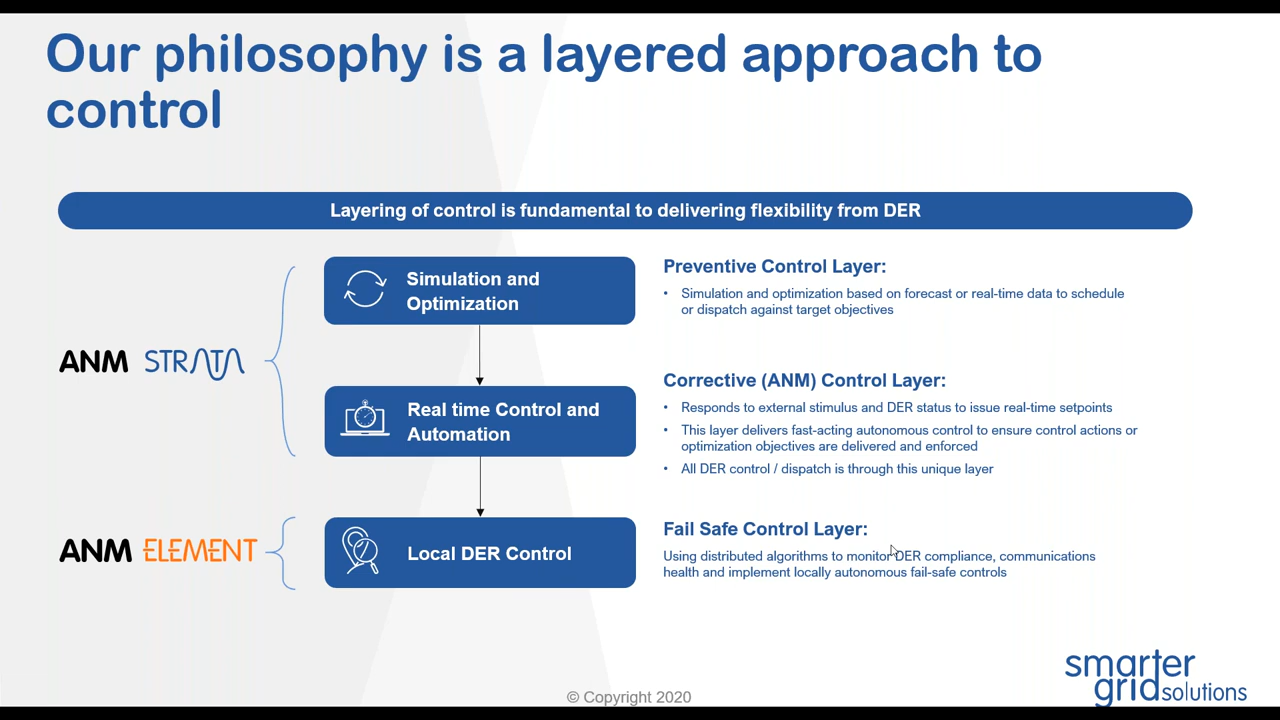 Our philosophy is a layered approach to
control
Layering of control is fundamental to delivering flexibility from DER
ANM STRATA
Simulation and
Optimization
Preventive Control Layer:
• Simulation and optimization based on forecast or real-time data to schedule
or dispatch against target objectives
Real time Control and
Automation
Corrective (ANM) Control Layer:
• Responds to external stimulus and DER status to issue real-time setpoints
• This layer delivers fast-acting autonomous control to ensure control actions or
optimization objectives are delivered and enforced
• All DER control / dispatch is through this unique layer
ANM ELEMENT
Local DER Control
Fail Safe Control Layer:
Using distributed algorithms to monitor DER compliance, communications
health and implement locally autonomous fail-safe controls
© Copyright 2020
smarter
gridsolutions